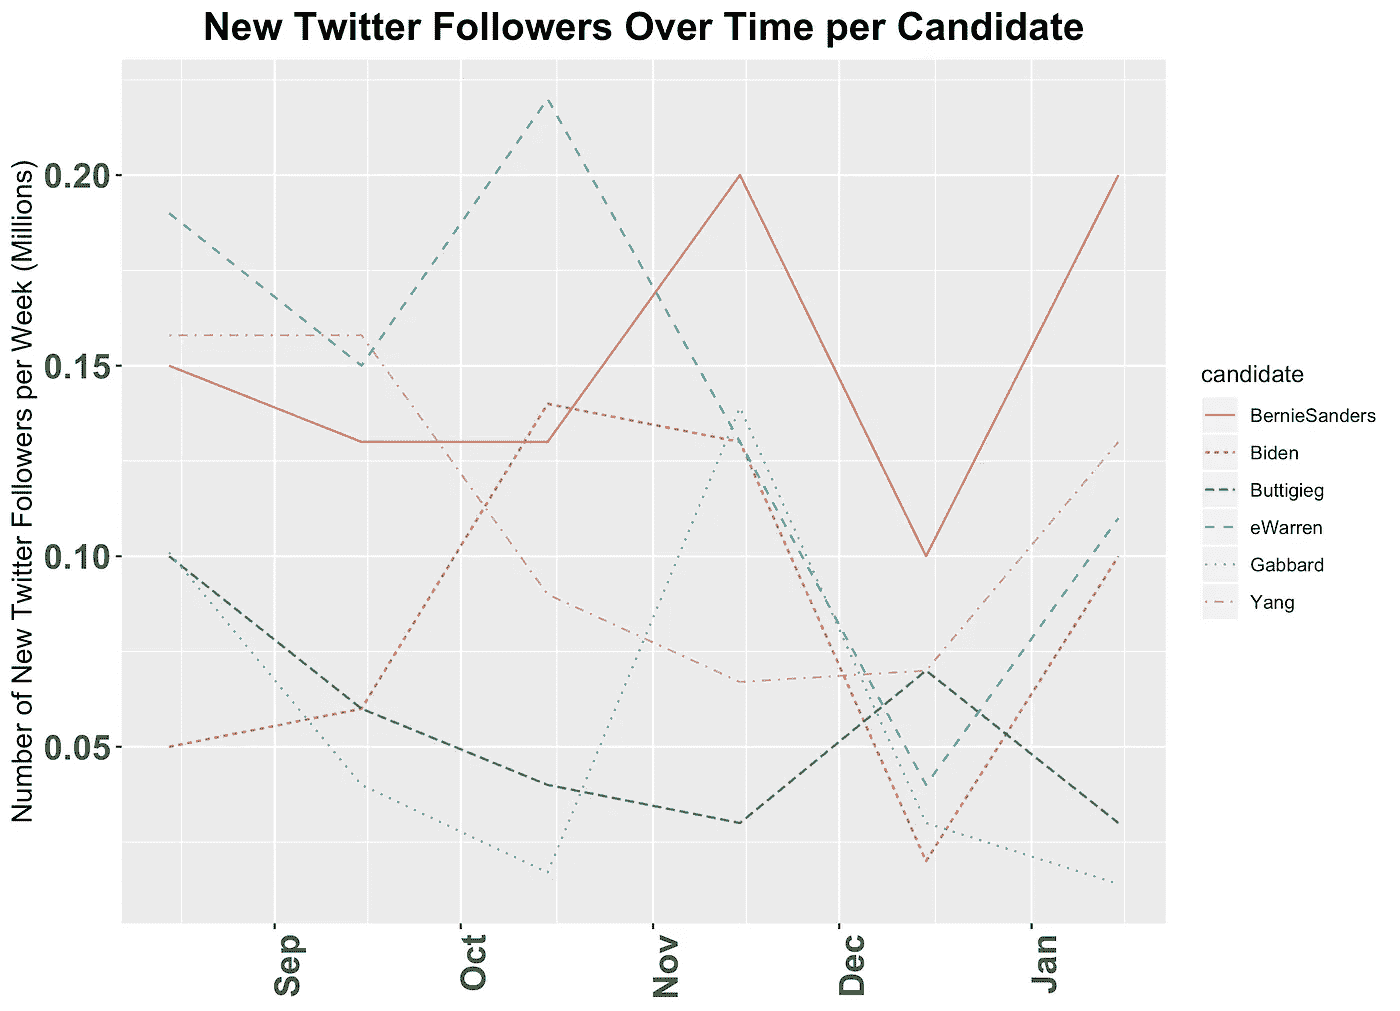 New Twitter Followers Over Time per Candidate
Number of New Twitter Followers per Week (Millions)
0.20
0.15
0.10
0.05
Sep
Oct
Nov
Dec
Jan
candidate
BernieSanders
Biden
Buttigieg
eWarren
Gabbard
Yang